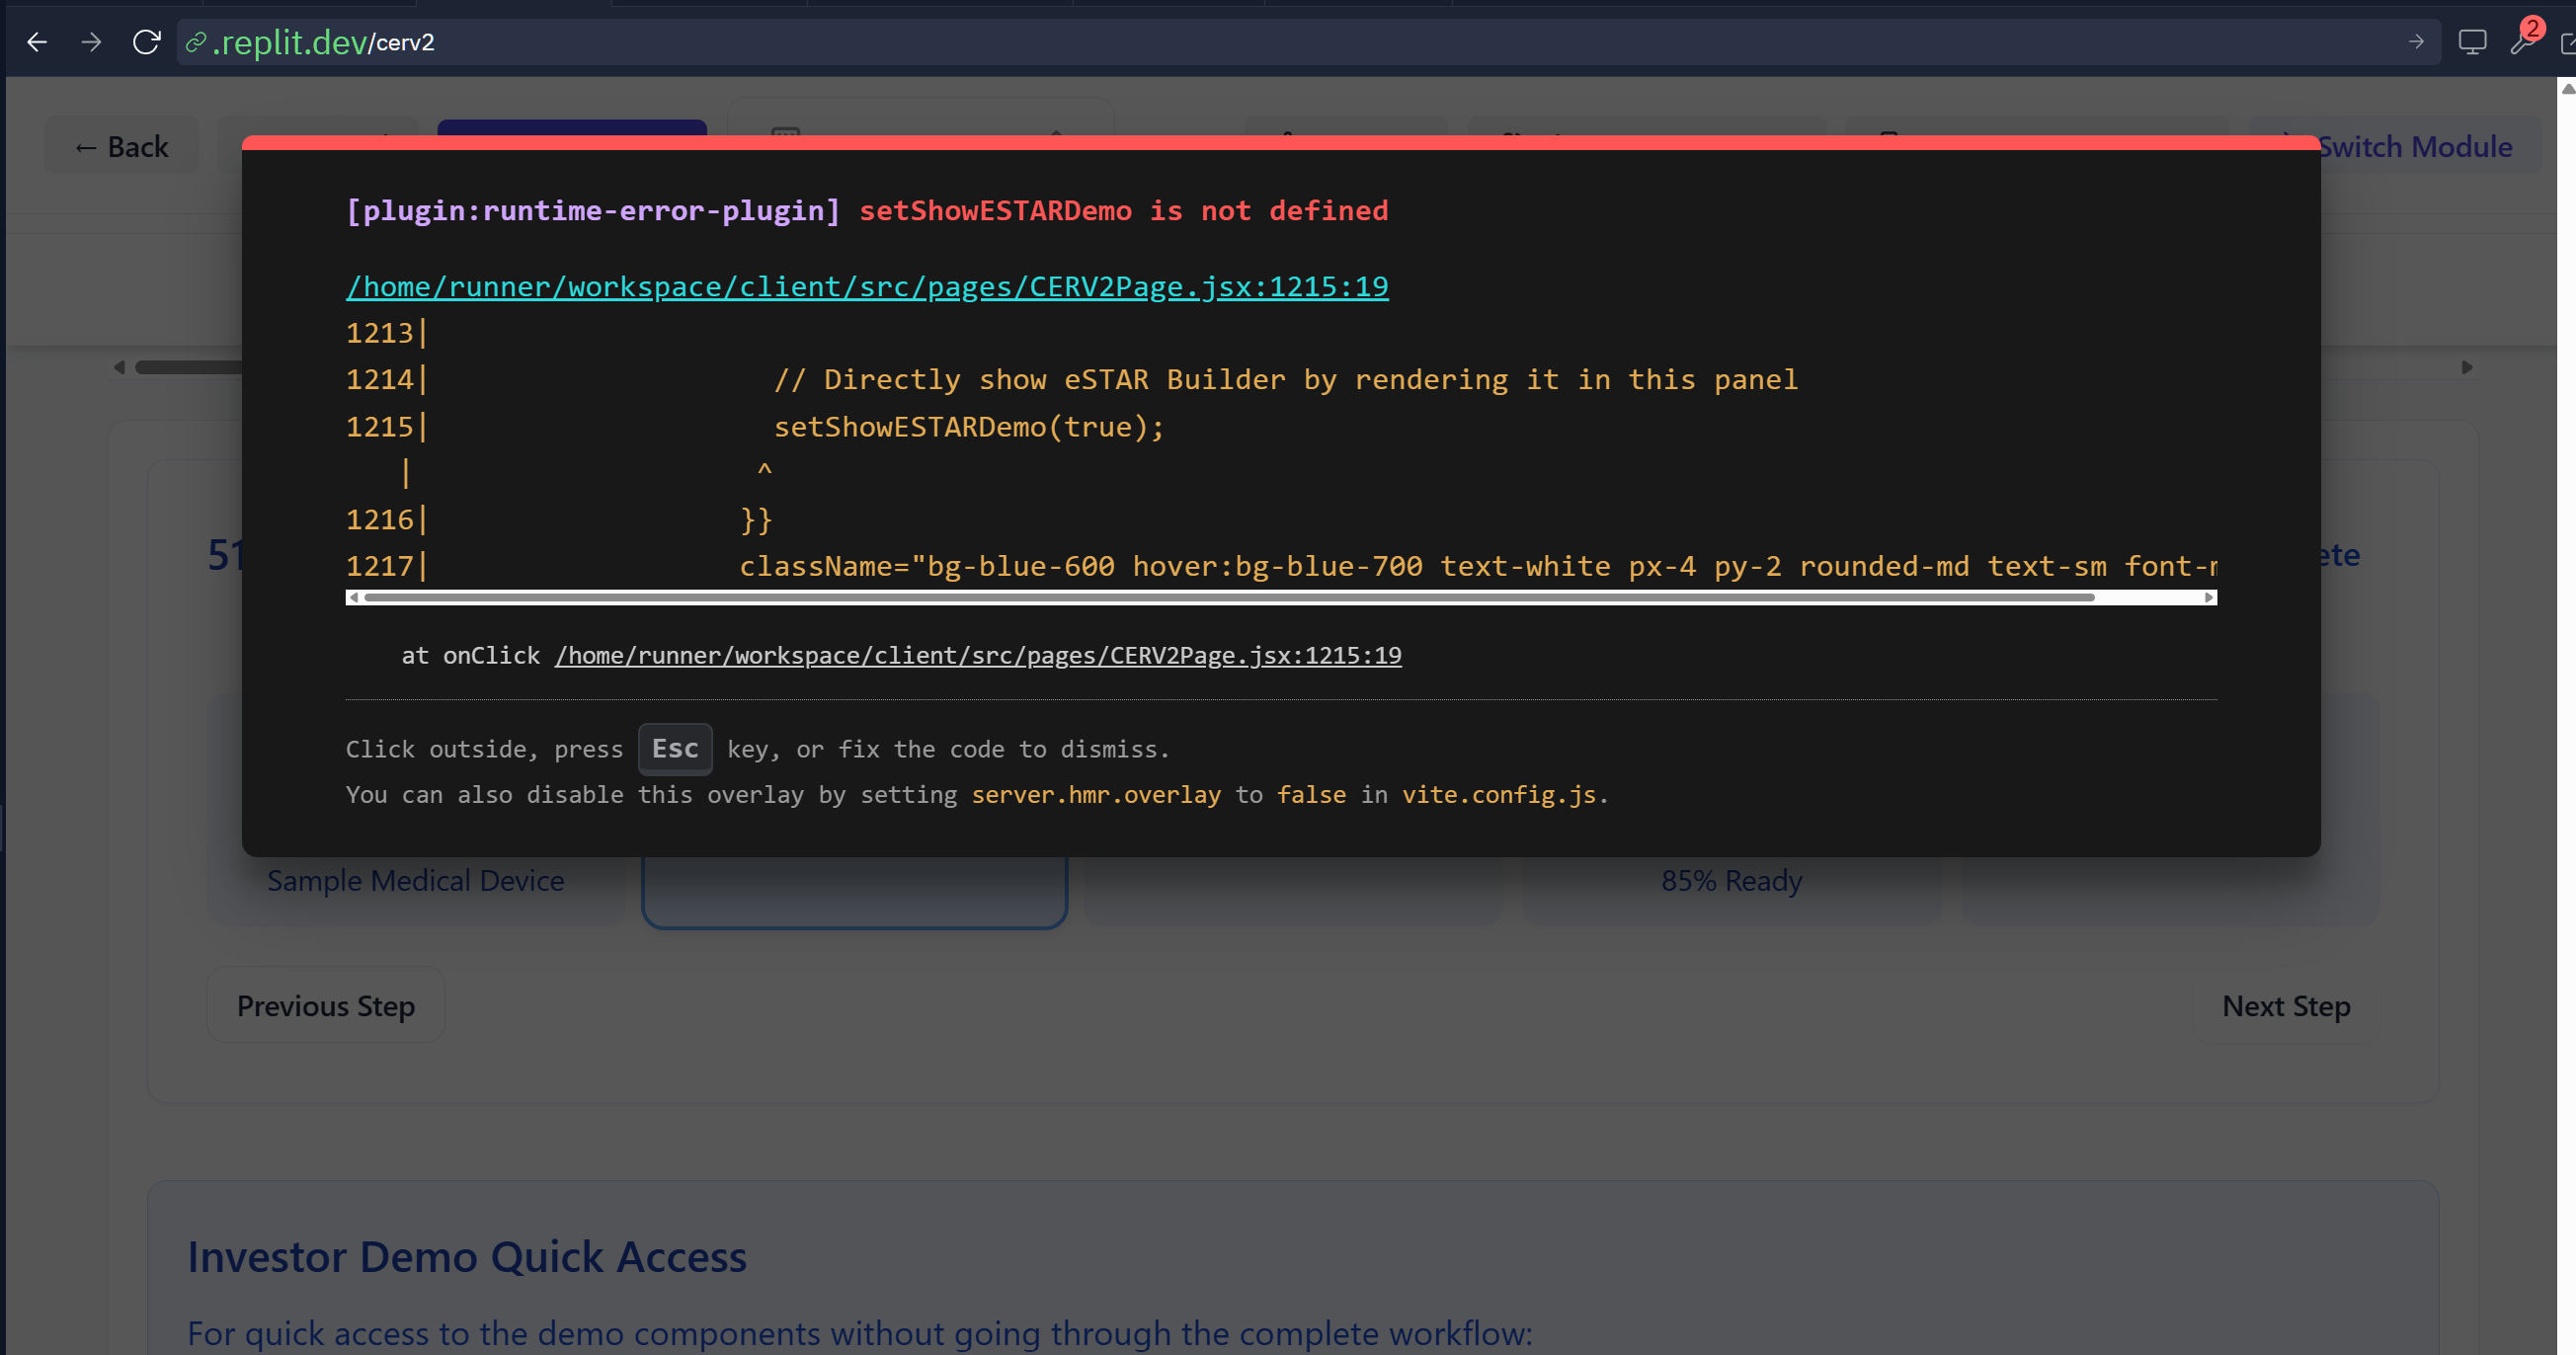 .replit.dev/cerv2
2
← Back
Switch Module
[plugin:runtime-error-plugin] setShowESTARDemo is not defined
/home/runner/workspace/client/src/pages/CERV2Page.jsx:1215:19
1213|
1214|                    // Directly show eSTAR Builder by rendering it in this panel
1215|                    setShowESTARDemo(true);
|                   ^
1216|                  }}
1217|                  className="bg-blue-600 hover:bg-blue-700 text-white px-4 py-2 rounded-md text-sm font-m
at onClick /home/runner/workspace/client/src/pages/CERV2Page.jsx:1215:19
Click outside, press Esc key, or fix the code to dismiss.
You can also disable this overlay by setting server.hmr.overlay to false in vite.config.js.
51
ete
Sample Medical Device
85% Ready
Previous Step
Next Step
Investor Demo Quick Access
For quick access to the demo components without going through the complete workflow: